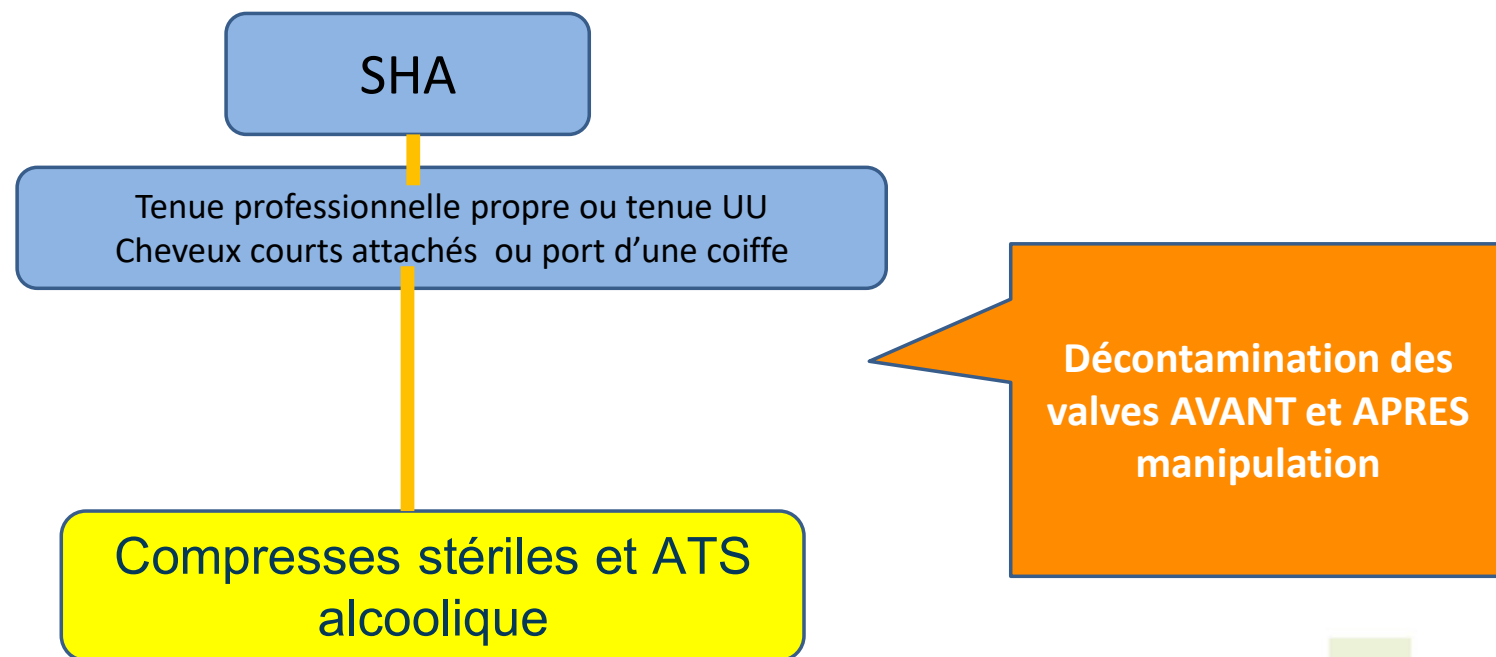 SHA
Tenue professionnelle propre ou tenue UU
Cheveux courts attachés ou port d’une coiffe
Décontamination des
valves AVANT et APRES
manipulation
Compresses stériles et ATS
alcoolique